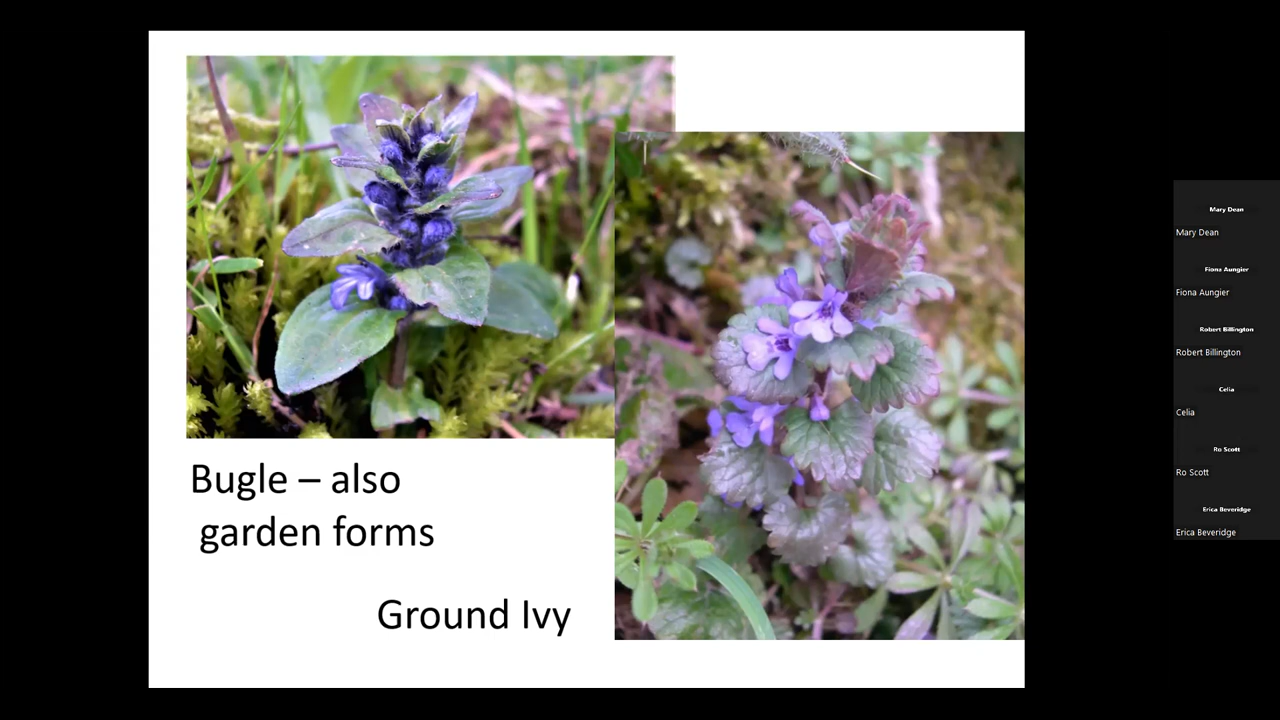 Bugle – also
garden forms
Ground Ivy
Mary Dean
Mary Dean
Fiona Aungier
Fiona Aungier
Robert Billington
Robert Billington
Celia
Celia
Ro Scott
Ro Scott
Erica Beveridge
Erica Beveridge